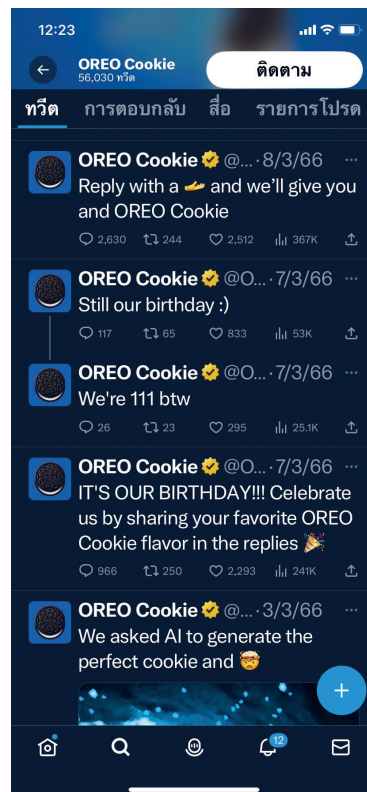 12:23
OREO Cookie
56,030 ทวีต
ติดตาม
ทวีต การตอบกลับ สื่อ รายการโปรด
OREO Cookie @... · 8/3/66 ...
Reply with a 🫴 and we'll give you
and OREO Cookie
2,630 244 2,512 367K
OREO Cookie @O... · 7/3/66 ...
Still our birthday :)
117 65 833 53K
OREO Cookie @O... · 7/3/66 ...
We're 111 btw
26 23 295 25.1K
OREO Cookie @O... · 7/3/66 ...
IT'S OUR BIRTHDAY!!! Celebrate
us by sharing your favorite OREO
Cookie flavor in the replies 🎉
966 250 2,293 241K
OREO Cookie @... · 3/3/66 ...
We asked AI to generate the
perfect cookie and 🤯
+
12